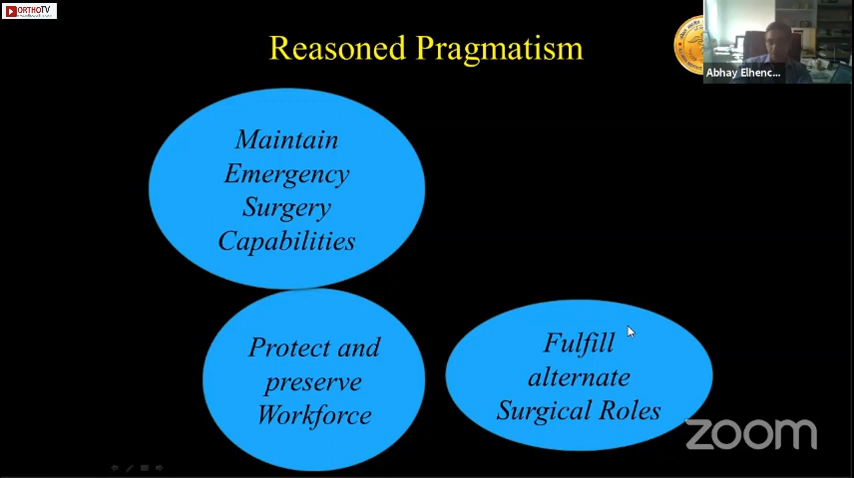 ORTHOTV
Reasoned Pragmatism
Abhay Elhenc...
Maintain
Emergency
Surgery
Capabilities
Protect and
preserve
Workforce
Fulfill
alternate
Surgical Roles
zoom